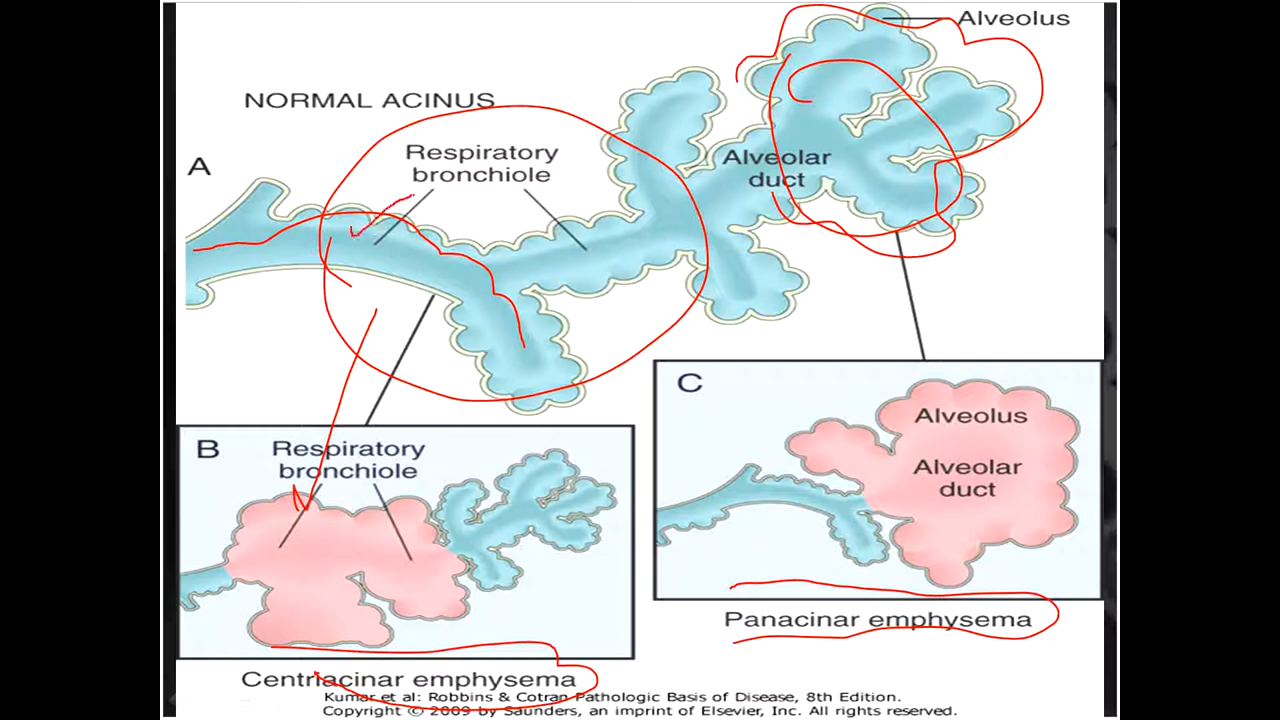 Alveolus
NORMAL ACINUS
A
Respiratory
bronchiole
Alveolar
duct
B
Respiratory
bronchiole
C
Alveolus
Alveolar
duct
Panacinar emphysema
Centriacinar emphysema
Kumar et al: Robbins & Cotran Pathologic Basis of Disease, 8th Edition.
Copyright © 2009 by Saunders, an imprint of Elsevier, Inc. All rights reserved.